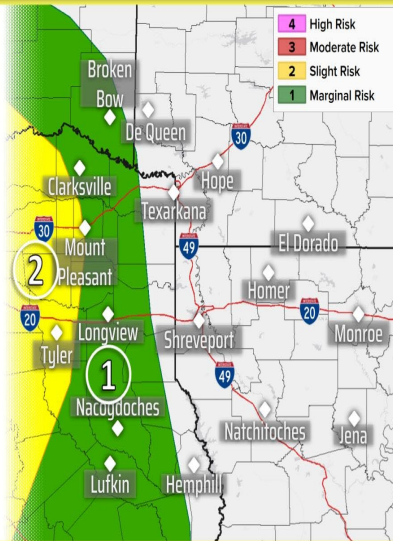 4 High Risk
3 Moderate Risk
2 Slight Risk
1 Marginal Risk
Broken
Bow
De Queen
30
Clarksville
Hope
Texarkana
30
Mount
Pleasant
49
El Dorado
2
Homer
20
Longview
Shreveport
20
Monroe
Tyler
1
49
Nacogdoches
Natchitoches
Jena
Lufkin
Hemphill